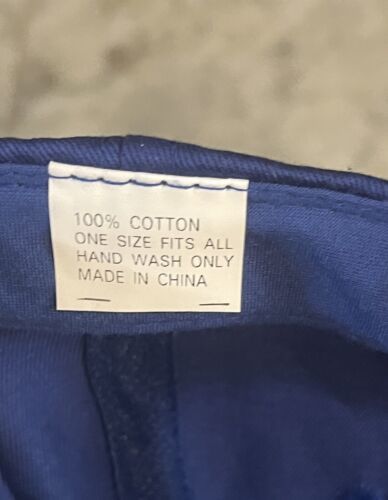 100% COTTON
ONE SIZE FITS ALL
HAND WASH ONLY
MADE IN CHINA